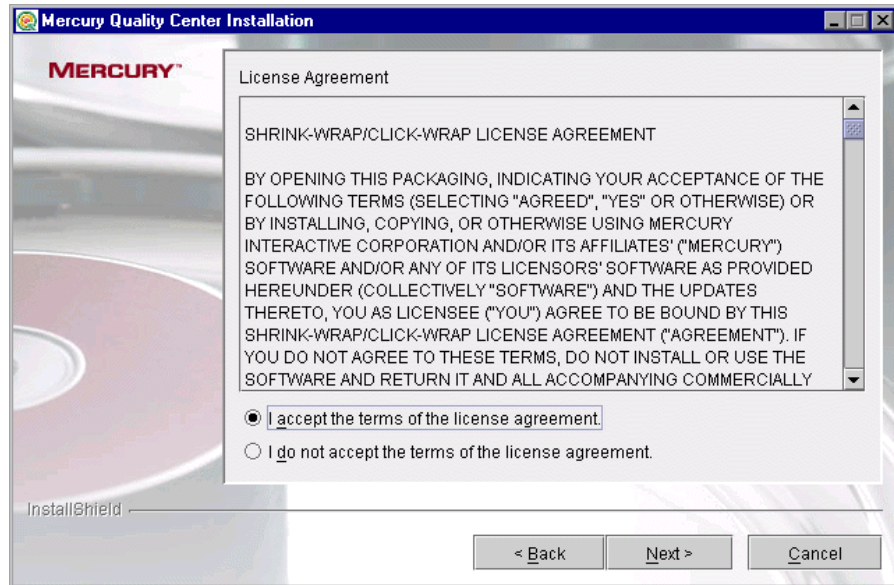 Mercury Quality Center Installation
MERCURY™
License Agreement
SHRINK-WRAP/CLICK-WRAP LICENSE AGREEMENT
BY OPENING THIS PACKAGING, INDICATING YOUR ACCEPTANCE OF THE
FOLLOWING TERMS (SELECTING "AGREED", "YES" OR OTHERWISE) OR
BY INSTALLING, COPYING, OR OTHERWISE USING MERCURY
INTERACTIVE CORPORATION AND/OR ITS AFFILIATES' ("MERCURY")
SOFTWARE AND/OR ANY OF ITS LICENSORS' SOFTWARE AS PROVIDED
HEREUNDER (COLLECTIVELY "SOFTWARE") AND THE UPDATES
THERETO, YOU AS LICENSEE ("YOU") AGREE TO BE BOUND BY THIS
SHRINK-WRAP/CLICK-WRAP LICENSE AGREEMENT ("AGREEMENT"). IF
YOU DO NOT AGREE TO THESE TERMS, DO NOT INSTALL OR USE THE
SOFTWARE AND RETURN IT AND ALL ACCOMPANYING COMMERCIALLY
I accept the terms of the license agreement.
I do not accept the terms of the license agreement.
InstallShield
< Back
Next >
Cancel